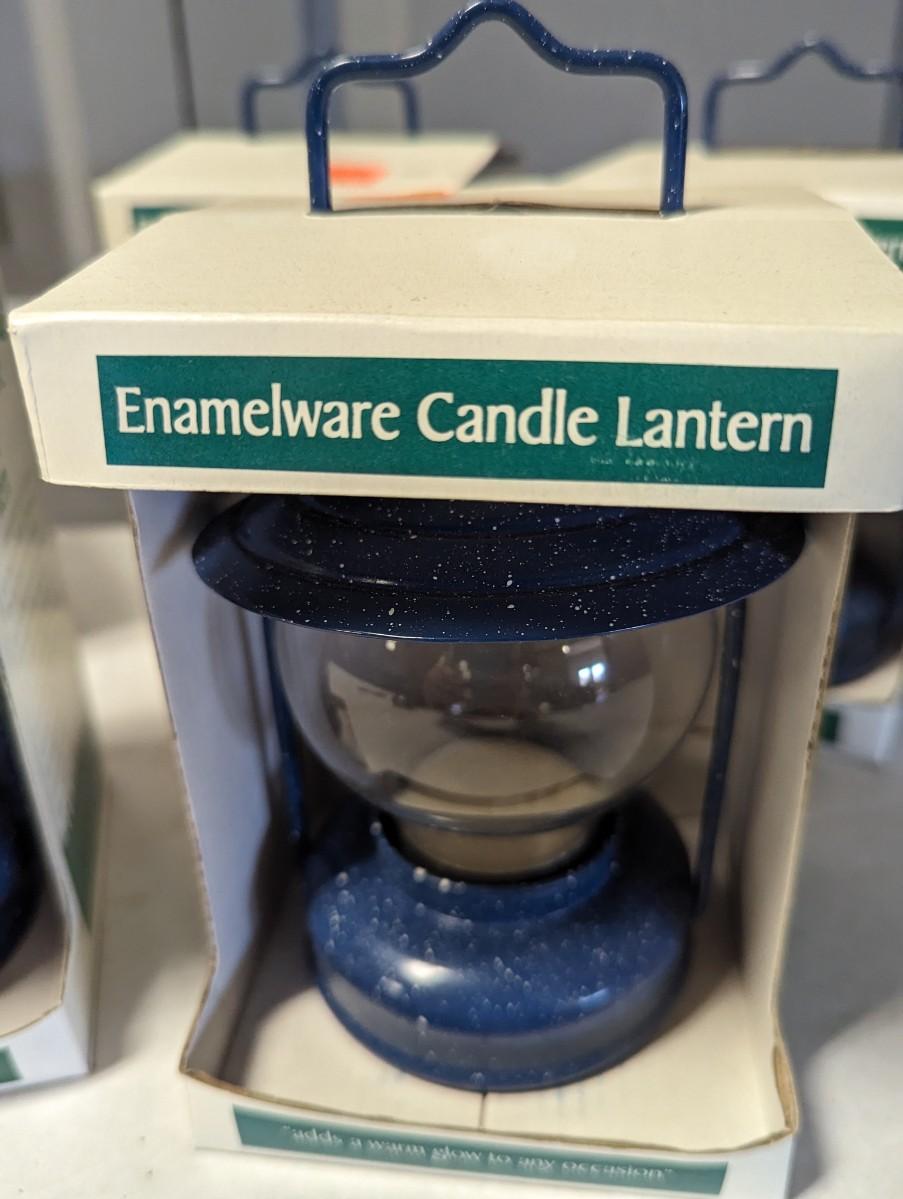 Enamelware Candle Lantern
"adds a warm glow to any occasion"